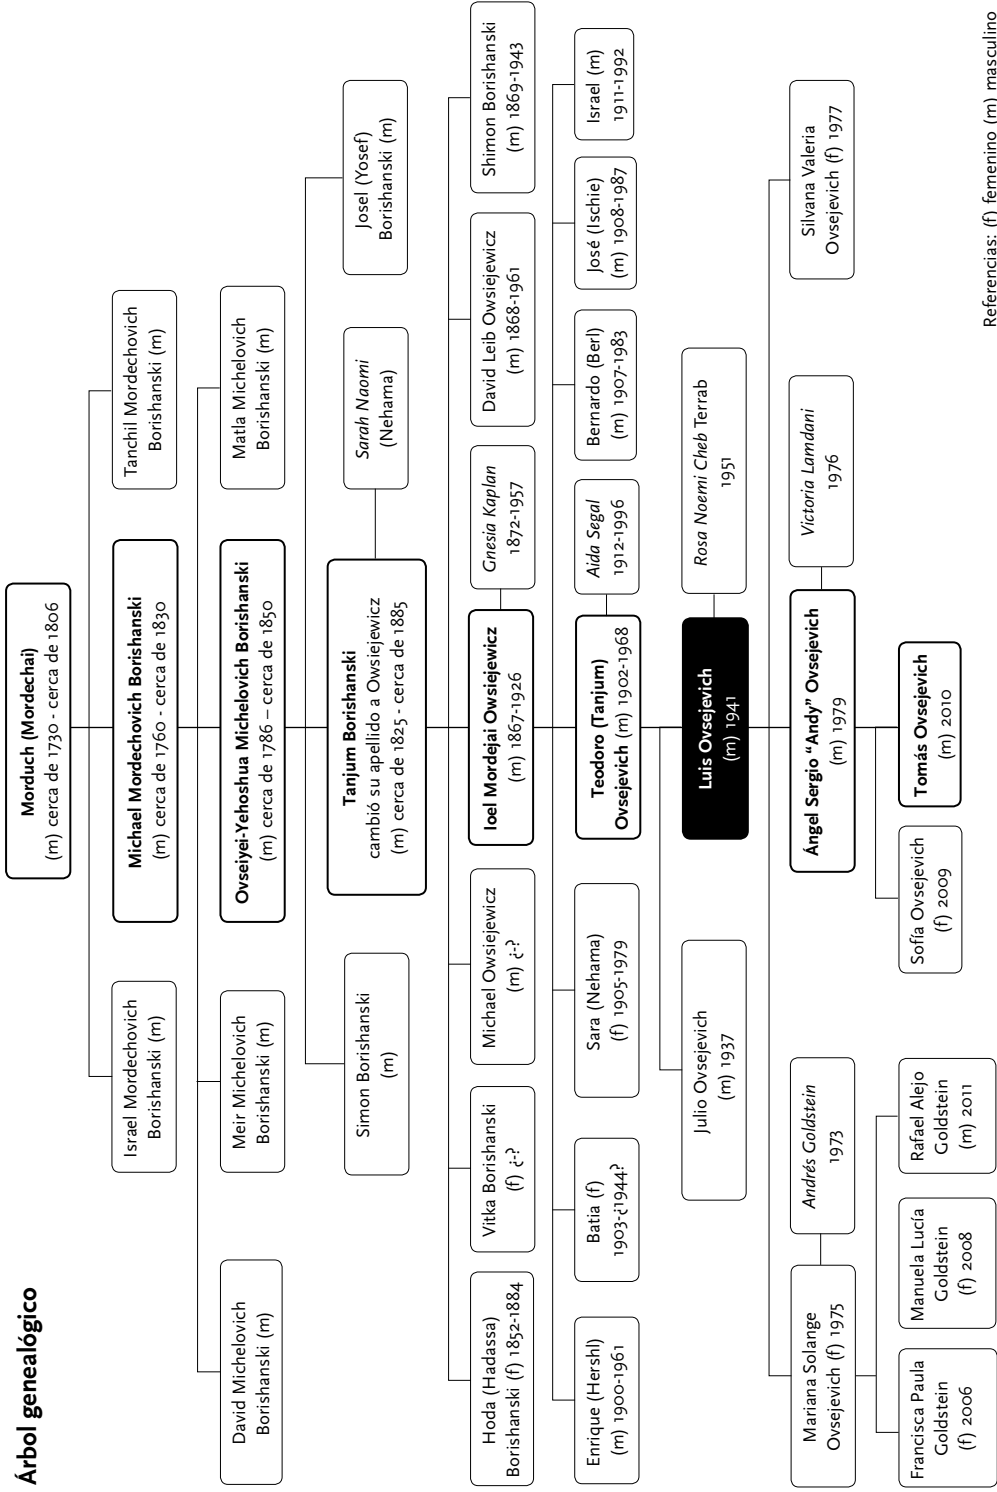 Árbol genealógico
Morduch (Mordechai)
(m) cerca de 1730 - cerca de 1806
Israel Mordechovich
Borishanski (m)
Michael Mordechovich Borishanski
(m) cerca de 1760 - cerca de 1830
Tanchil Mordechovich
Borishanski (m)
David Michelovich
Borishanski (m)
Meir Michelovich
Borishanski (m)
Ovseiyei-Yehoshua Michelovich Borishanski
(m) cerca de 1786 – cerca de 1850
Matla Michelovich
Borishanski (m)
Simon Borishanski
(m)
Tanjum Borishanski
cambió su apellido a Owsiejewicz
(m) cerca de 1825 - cerca de 1885
Sarah Naomi
(Nehama)
Josel (Yosef)
Borishanski (m)
Hoda (Hadassa)
Borishanski (f) 1852-1884
Vitka Borishanski
(f) ¿-?
Michael Owsiejewicz
(m) ¿-?
Ioel Mordejai Owsiejewicz
(m) 1867-1926
Gnesia Kaplan
1872-1957
David Leib Owsiejewicz
(m) 1868-1961
Shimon Borishanski
(m) 1869-1943
Enrique (Hershl)
(m) 1900-1961
Batia (f)
1903-¿1944?
Sara (Nehama)
(f) 1905-1979
Teodoro (Tanjum)
Ovsejevich (m) 1902-1968
Aida Segal
1912-1996
Bernardo (Berl)
(m) 1907-1983
José (Ischie)
(m) 1908-1987
Israel (m)
1911-1992
Julio Ovsejevich
(m) 1937
Luis Ovsejevich
(m) 1941
Rosa Noemi Cheb Terrab
1951
Mariana Solange
Ovsejevich (f) 1975
Andrés Goldstein
1973
Ángel Sergio “Andy” Ovsejevich
(m) 1979
Victoria Lamdani
1976
Silvana Valeria
Ovsejevich (f) 1977
Francisca Paula
Goldstein
(f) 2006
Manuela Lucía
Goldstein
(f) 2008
Rafael Alejo
Goldstein
(m) 2011
Sofía Ovsejevich
(f) 2009
Tomás Ovsejevich
(m) 2010
Referencias: (f) femenino (m) masculino